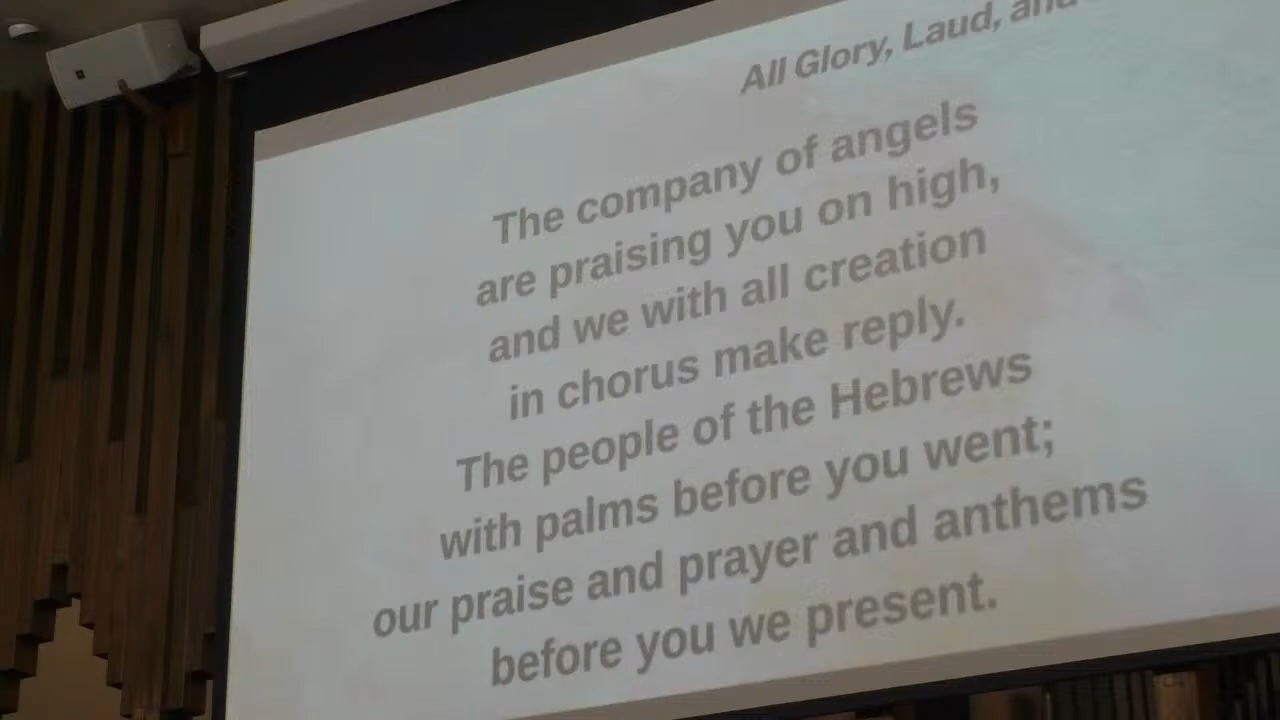 All Glory, Laud, and
The company of angels
are praising you on high,
and we with all creation
in chorus make reply.
The people of the Hebrews
with palms before you went;
our praise and prayer and anthems
before you we present.